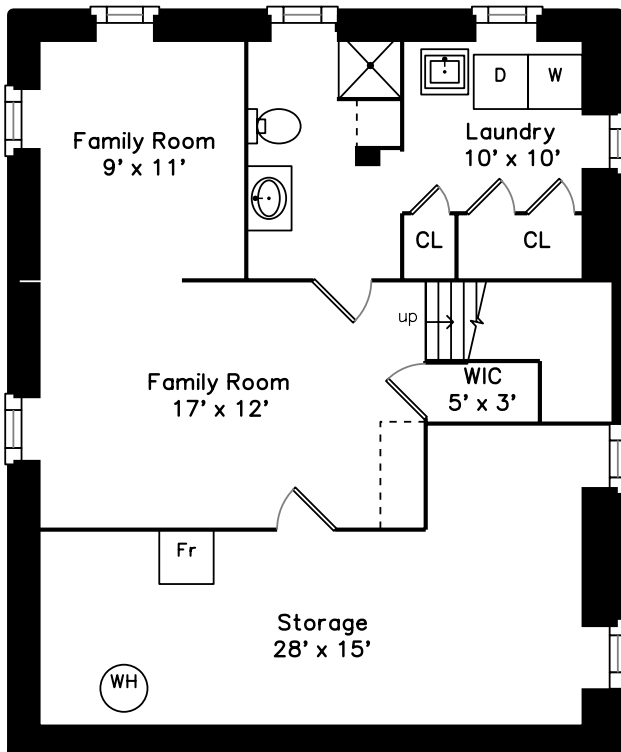 D W
Family Room
9' x 11'
Laundry
10' x 10'
CL
CL
up
Family Room
17' x 12'
WIC
5' x 3'
Fr
Storage
28' x 15'
WH